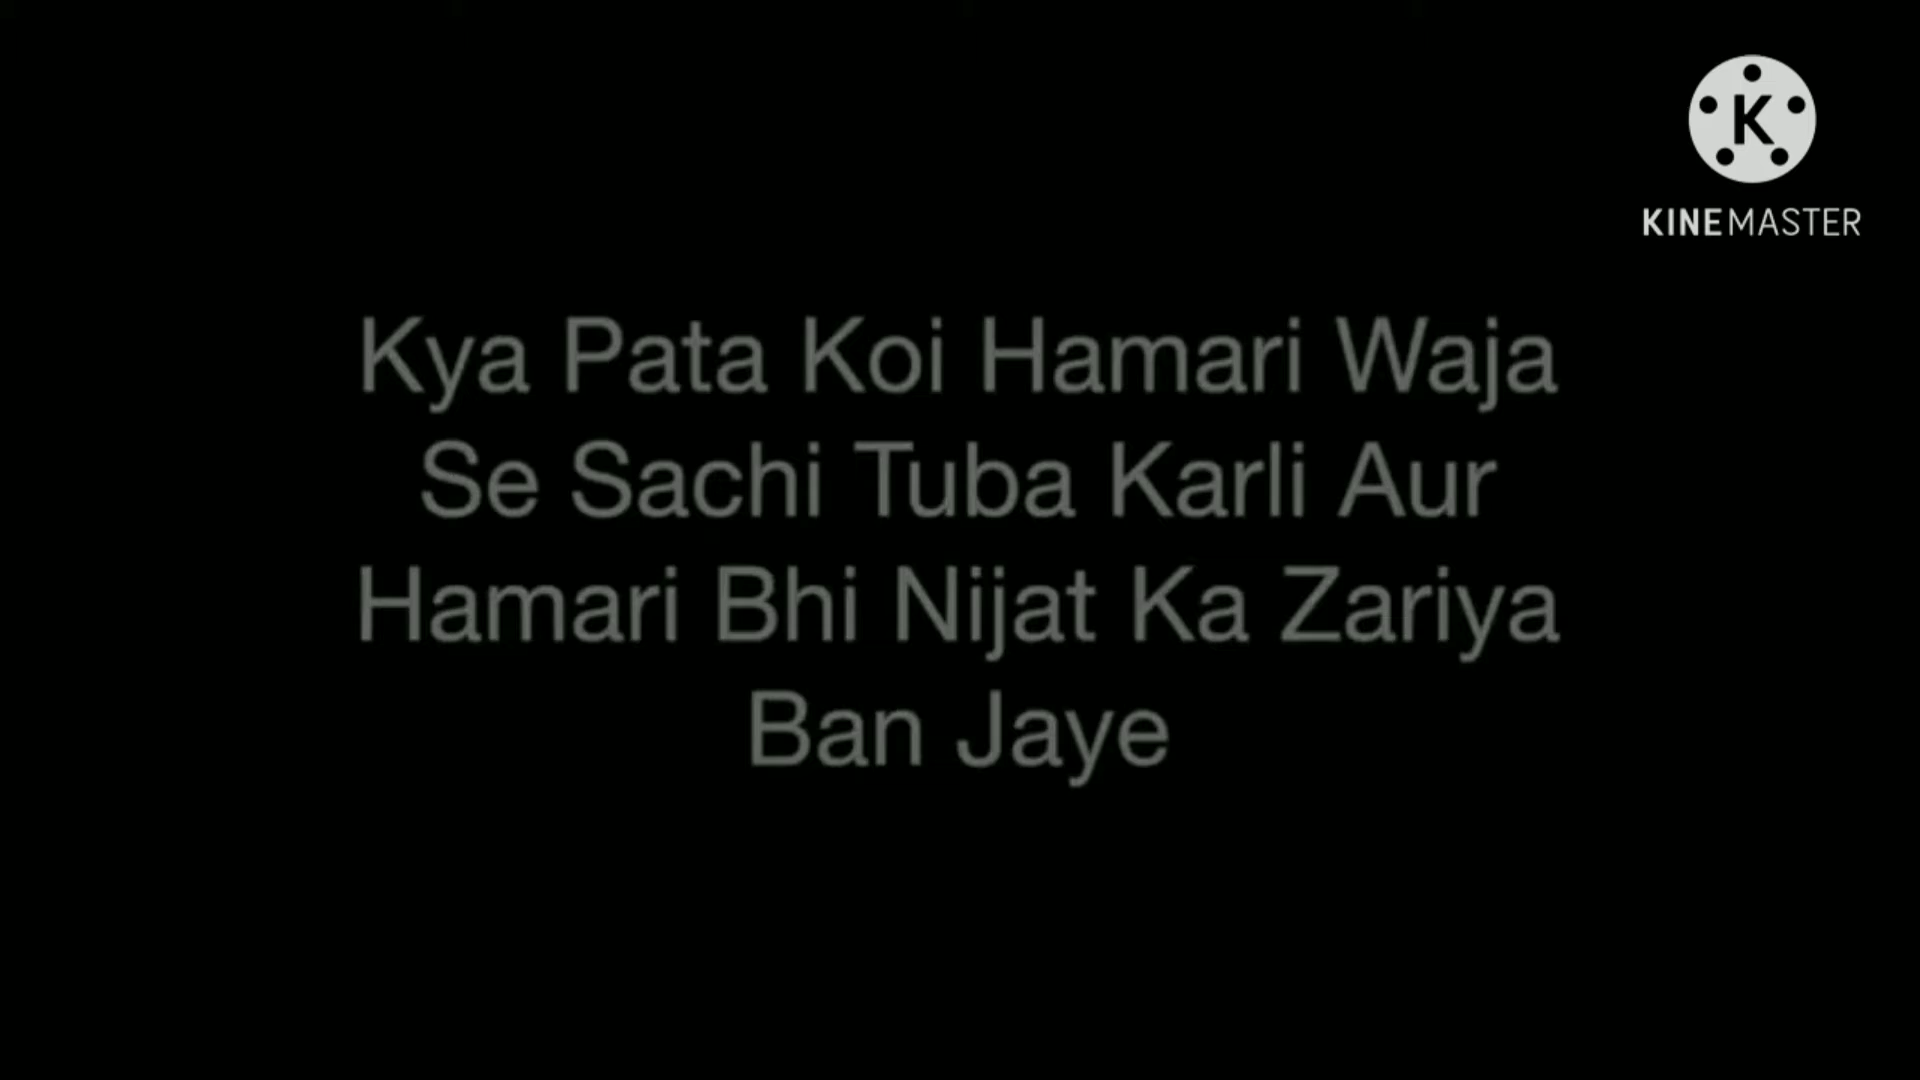 K
KINEMASTER
Kya Pata Koi Hamari Waja
Se Sachi Tuba Karli Aur
Hamari Bhi Nijat Ka Zariya
Ban Jaye